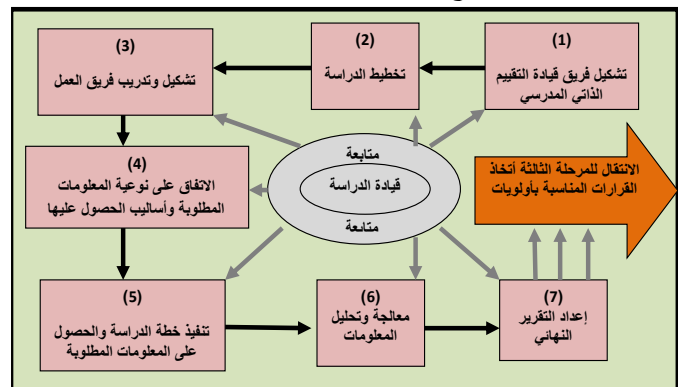 (1)
تشكيل فريق قيادة التقييم
الذاتي المدرسي
(2)
تخطيط الدراسة
(3)
تشكيل وتدريب فريق العمل
(4)
الاتفاق على نوعية المعلومات
المطلوبة وأساليب الحصول عليها
متابعة
قيادة الدراسة
متابعة
الانتقال للمرحلة الثالثة أتخاذ
القرارات المناسبة بأولويات
(5)
تنفيذ خطة الدراسة والحصول
على المعلومات المطلوبة
(6)
معالجة وتحليل
المعلومات
(7)
إعداد التقرير
النهائي